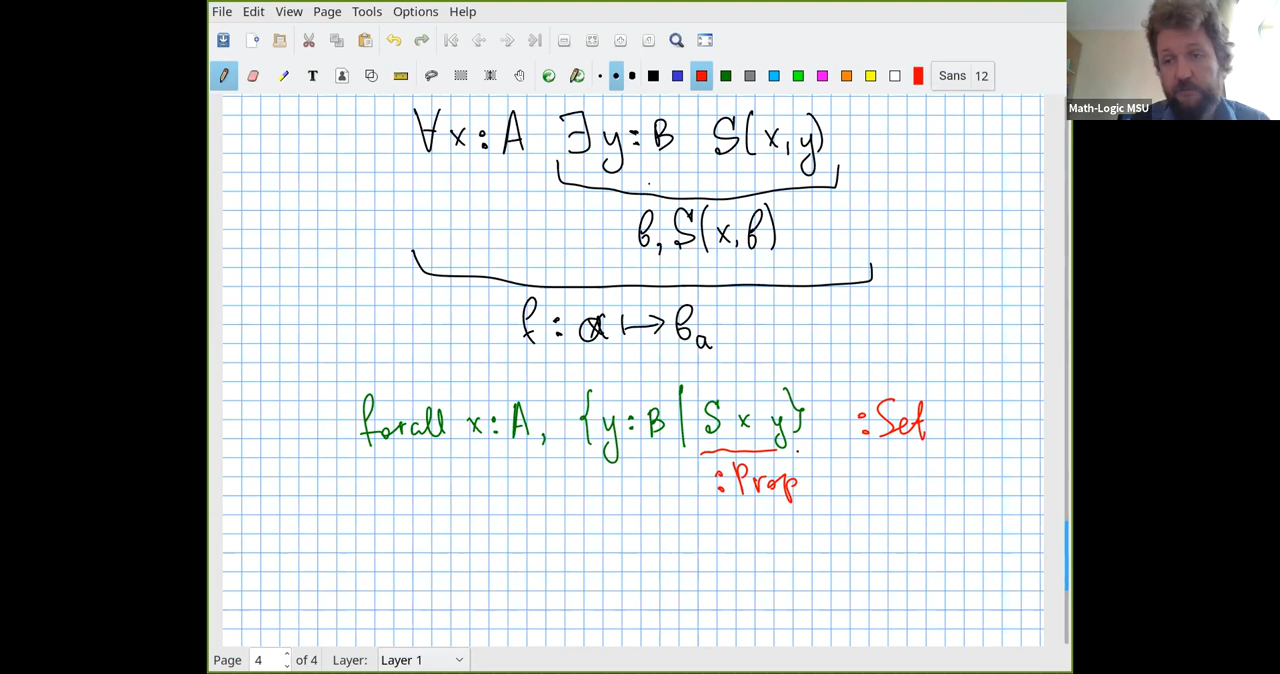 File Edit View Page Tools Options Help
Sans 12
Math-Logic MSU
∀ x : A ∃ y : B S(x, y)
b, S(x, b)
f : a ↦ b_a
forall x : A, { y : B | S x y } : Set
: Prop
Page 4 of 4 Layer: Layer 1